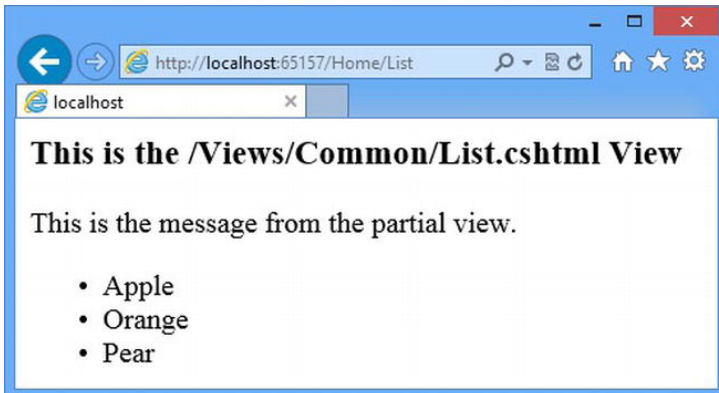 http://localhost:65157/Home/List
localhost
This is the /Views/Common/List.cshtml View
This is the message from the partial view.
• Apple
• Orange
• Pear